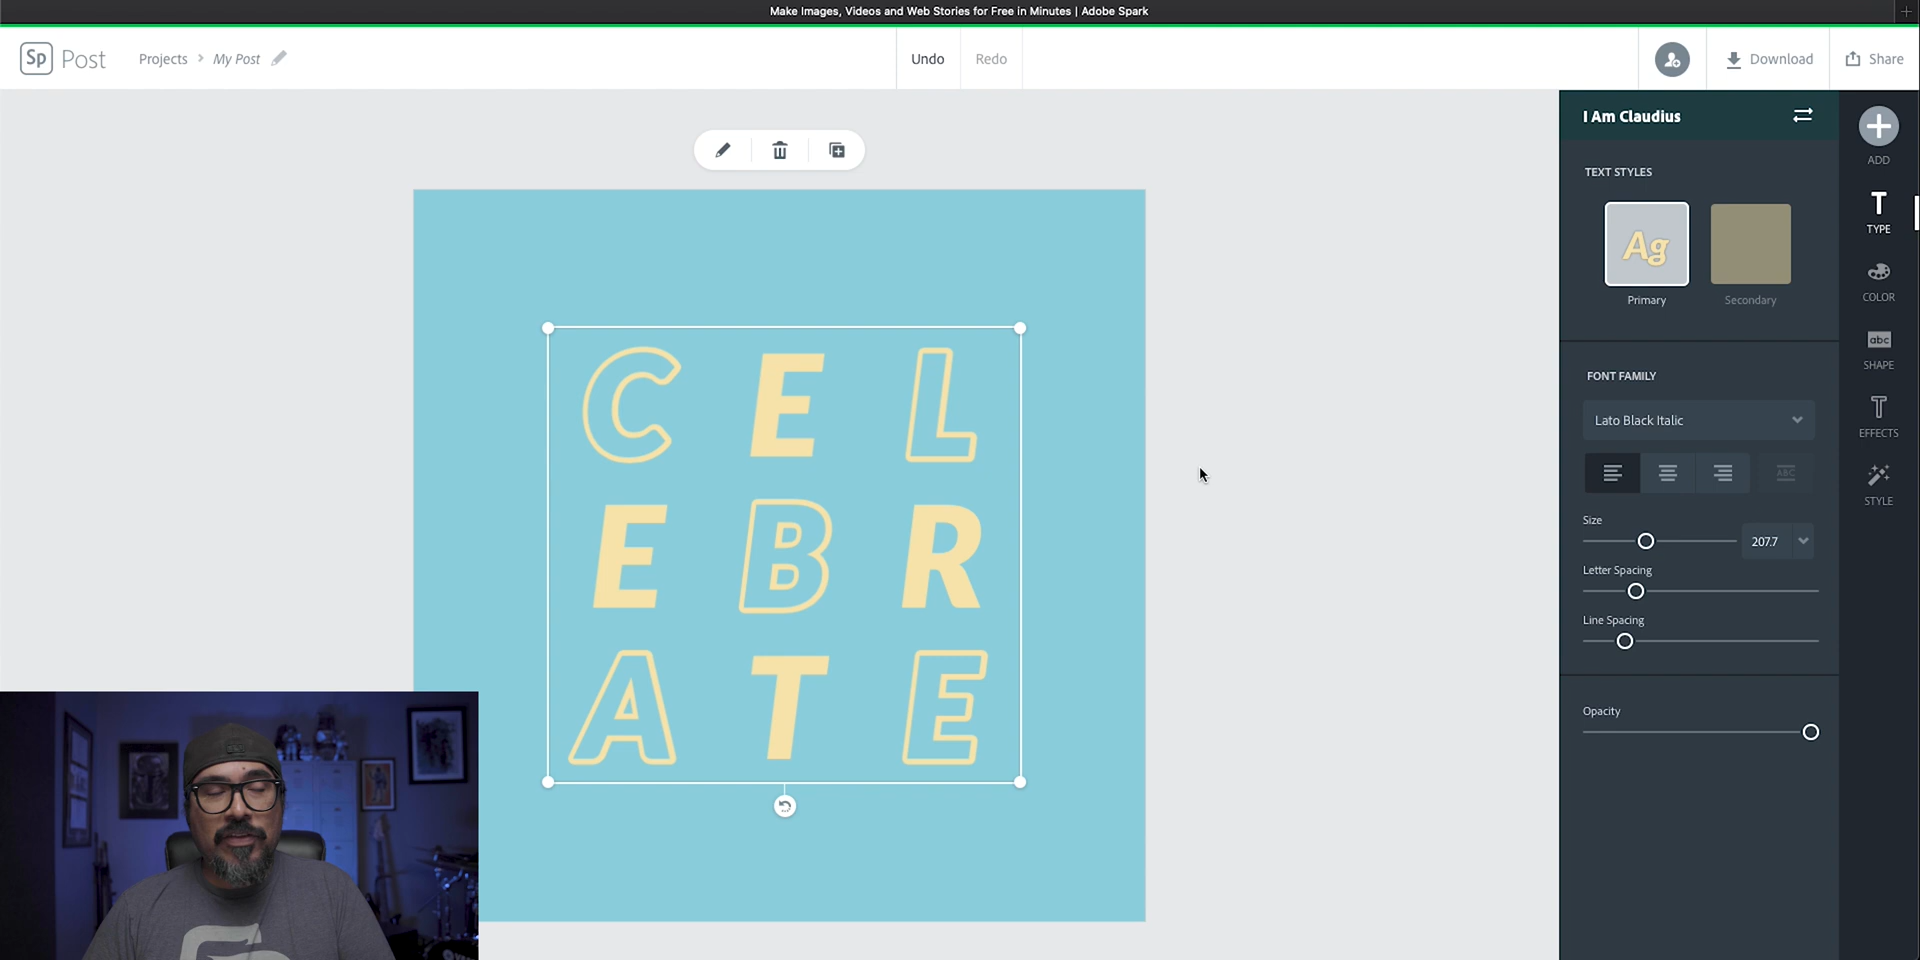 Make Images, Videos and Web Stories for Free in Minutes | Adobe Spark
Sp Post
Projects > My Post
Undo
Redo
Download
Share
I Am Claudius
ADD
TEXT STYLES
Ag
Primary
Secondary
TYPE
COLOR
abc
SHAPE
FONT FAMILY
Lato Black Italic
EFFECTS
ABC
STYLE
Size
207.7
Letter Spacing
Line Spacing
Opacity
C E L
E B R
A T E